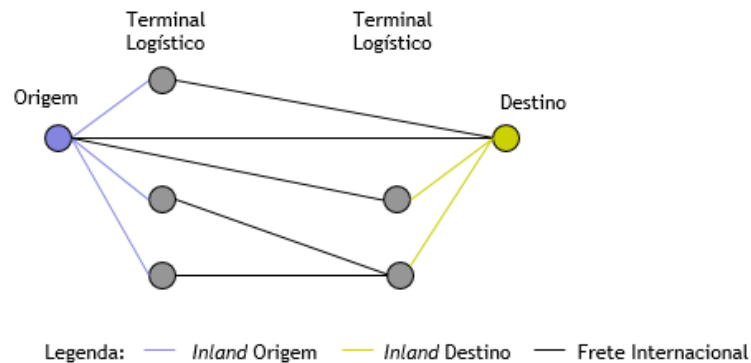 Terminal
Logístico
Terminal
Logístico
Origem
Destino
Legenda: Inland Origem Inland Destino Frete Internacional